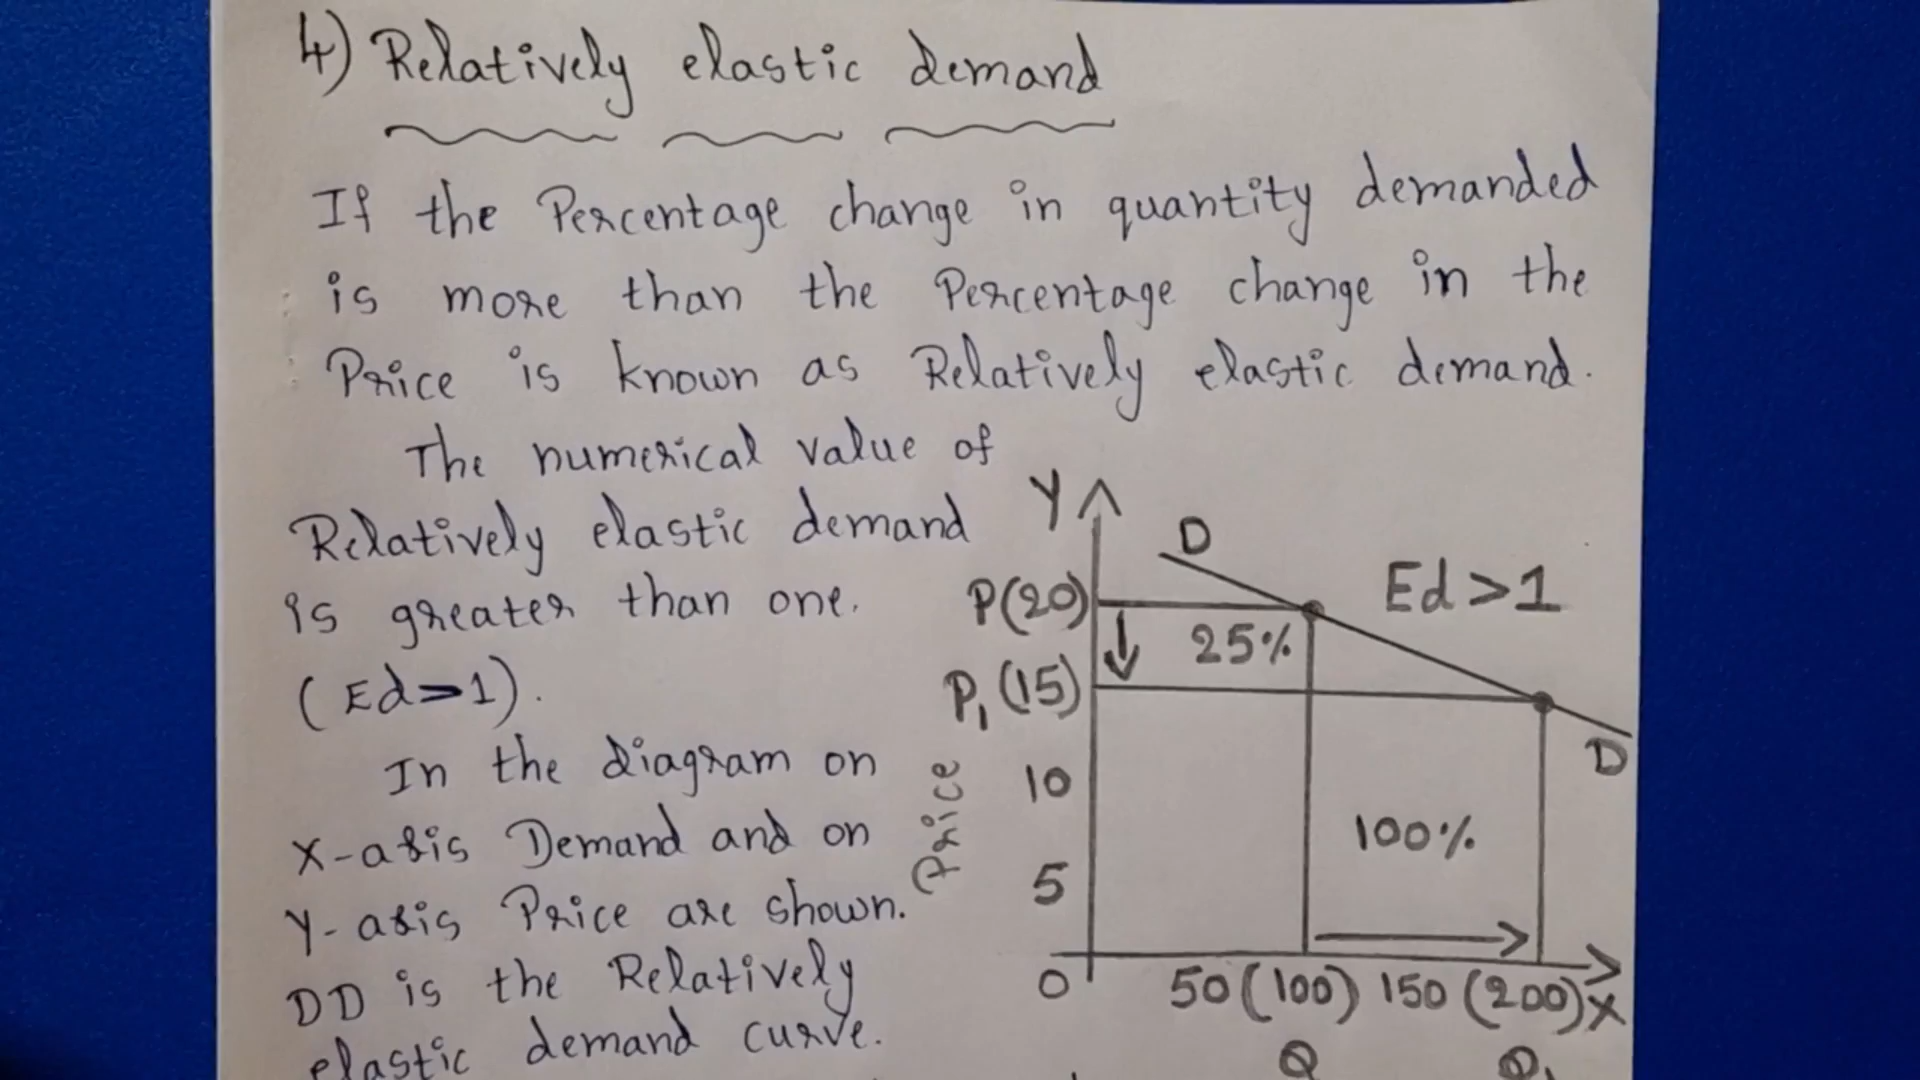 4) Relatively elastic demand
If the Percentage change in quantity demanded
is more than the Percentage change in the
Price is known as Relatively elastic demand.
The numerical value of
Relatively elastic demand
is greater than one.
(Ed>1).
In the diagram on
X-axis Demand and on
Y-axis Price are shown.
DD is the Relatively
elastic demand curve.
Y
D
Ed>1
P(20)
25%
P₁(15)
D
10
Price
100%
5
0
50 (100) 150 (200) X
Q
Q₁